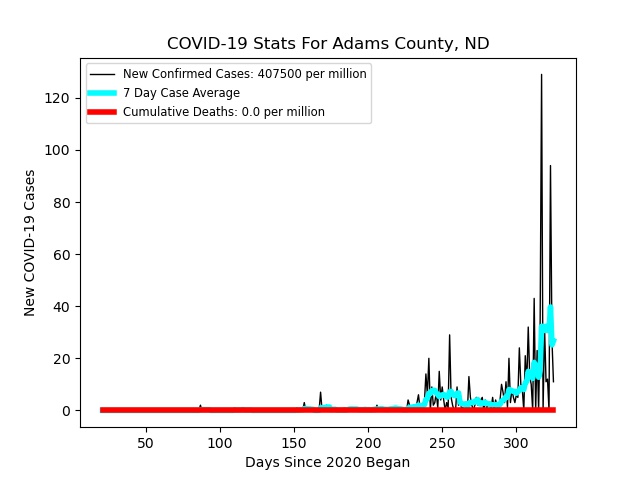 COVID-19 Stats For Adams County, ND
New Confirmed Cases: 407500 per million
7 Day Case Average
Cumulative Deaths: 0.0 per million
New COVID-19 Cases
120
100
80
60
40
20
0
50 100 150 200 250 300
Days Since 2020 Began